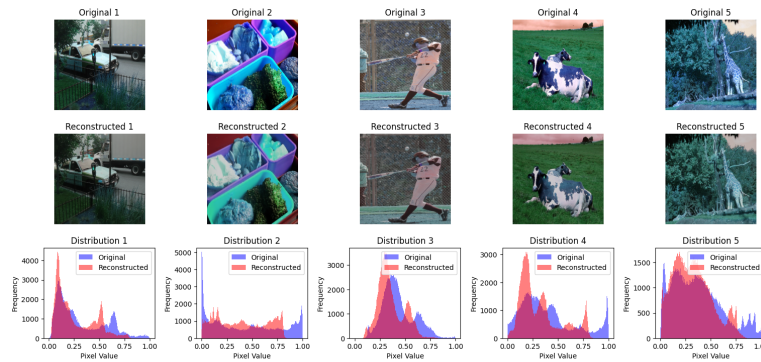 Original 1
Original 2
Original 3
Original 4
Original 5
Reconstructed 1
Reconstructed 2
Reconstructed 3
Reconstructed 4
Reconstructed 5
Distribution 1
Frequency
4000
3000
2000
1000
0
Original
Reconstructed
0.00 0.25 0.50 0.75 1.00
Pixel Value
Distribution 2
Frequency
5000
4000
3000
2000
1000
0
Original
Reconstructed
0.00 0.25 0.50 0.75 1.00
Pixel Value
Distribution 3
Frequency
3000
2000
1000
0
Original
Reconstructed
0.00 0.25 0.50 0.75 1.00
Pixel Value
Distribution 4
Frequency
3000
2000
1000
0
Original
Reconstructed
0.00 0.25 0.50 0.75 1.00
Pixel Value
Distribution 5
Frequency
1500
1000
500
0
Original
Reconstructed
0.00 0.25 0.50 0.75 1.00
Pixel Value